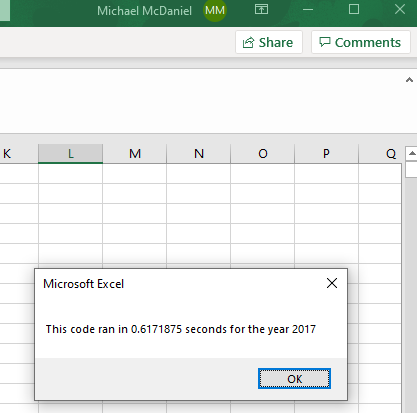 Michael McDaniel MM
Share Comments
K L M N O P Q
Microsoft Excel
This code ran in 0.6171875 seconds for the year 2017
OK